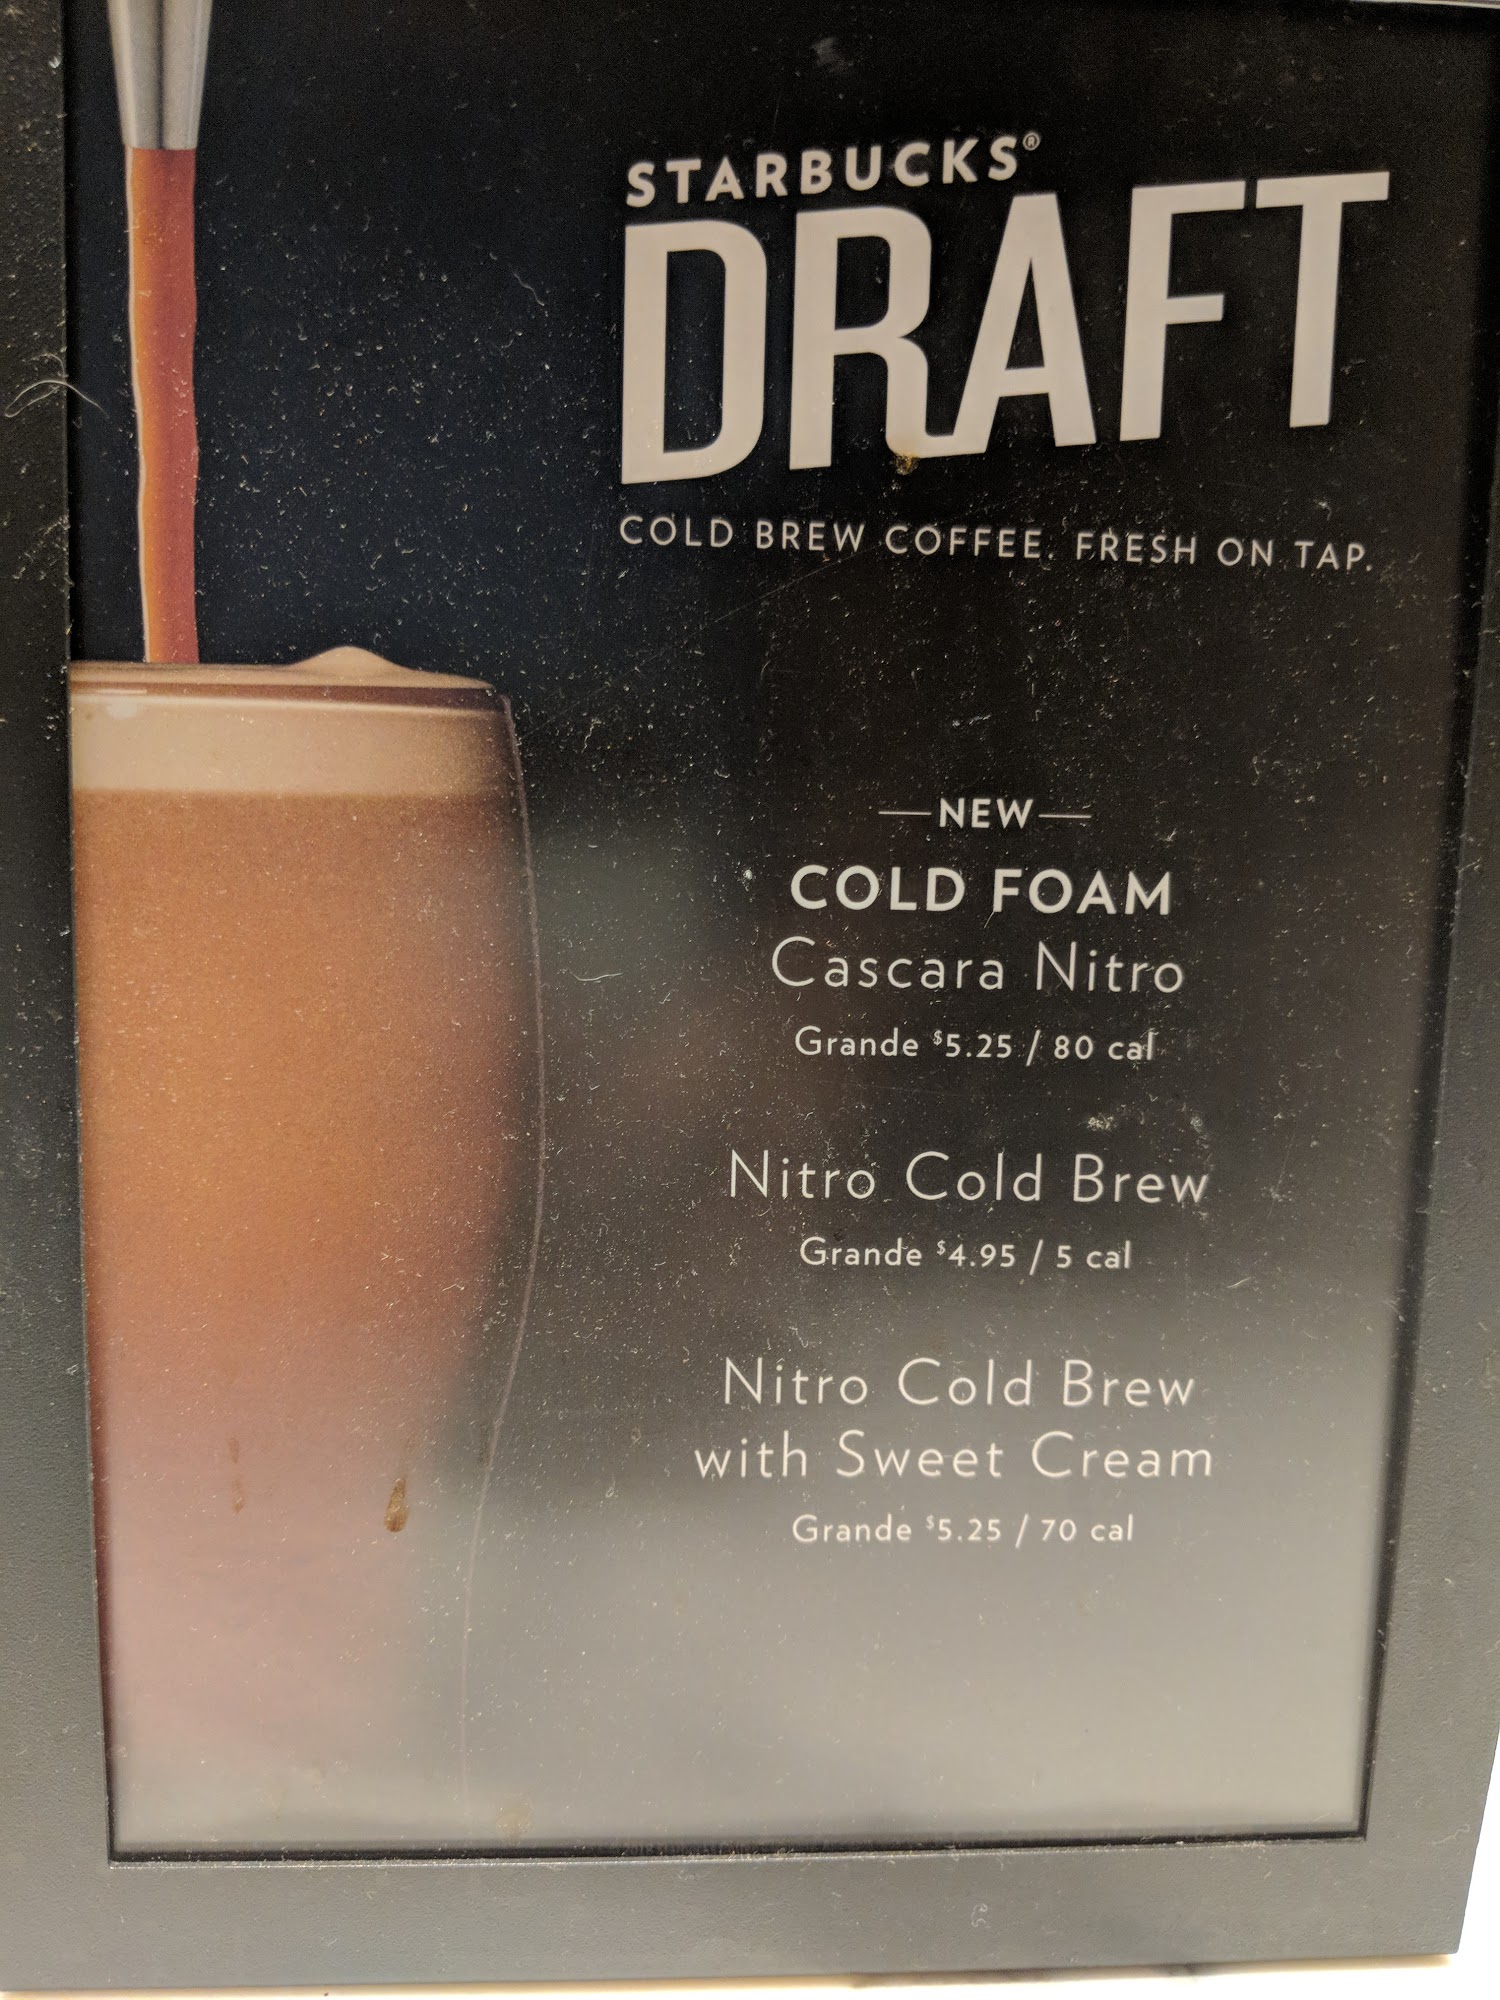 STARBUCKS®
DRAFT
COLD BREW COFFEE. FRESH ON TAP.
NEW
COLD FOAM
Cascara Nitro
Grande $5.25 / 80 cal
Nitro Cold Brew
Grande $4.95 / 5 cal
Nitro Cold Brew
with Sweet Cream
Grande $5.25 / 70 cal